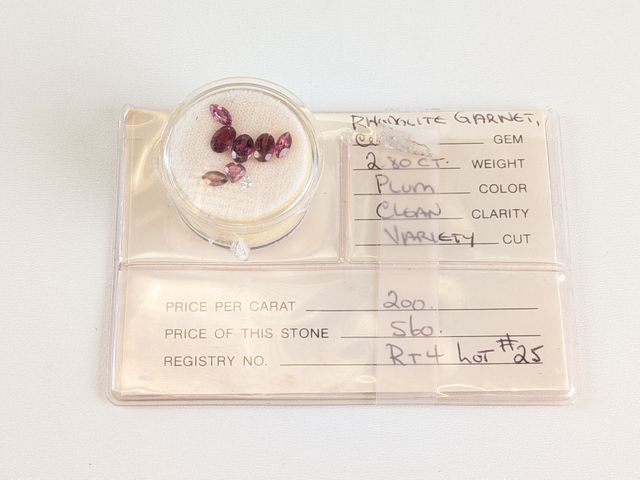 RHODOLITE GARNET,
GEM
2.80 CT. WEIGHT
PLUM COLOR
CLEAN CLARITY
VARIETY CUT
PRICE PER CARAT 200.
PRICE OF THIS STONE 560.
REGISTRY NO. RT4 LOT #25